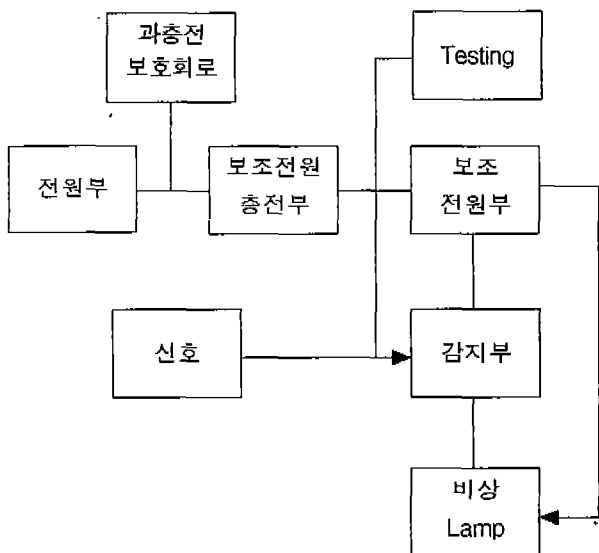 과충전
보호회로
Testing
전원부
보조전원
충전부
보조
전원부
신호
감지부
비상
Lamp